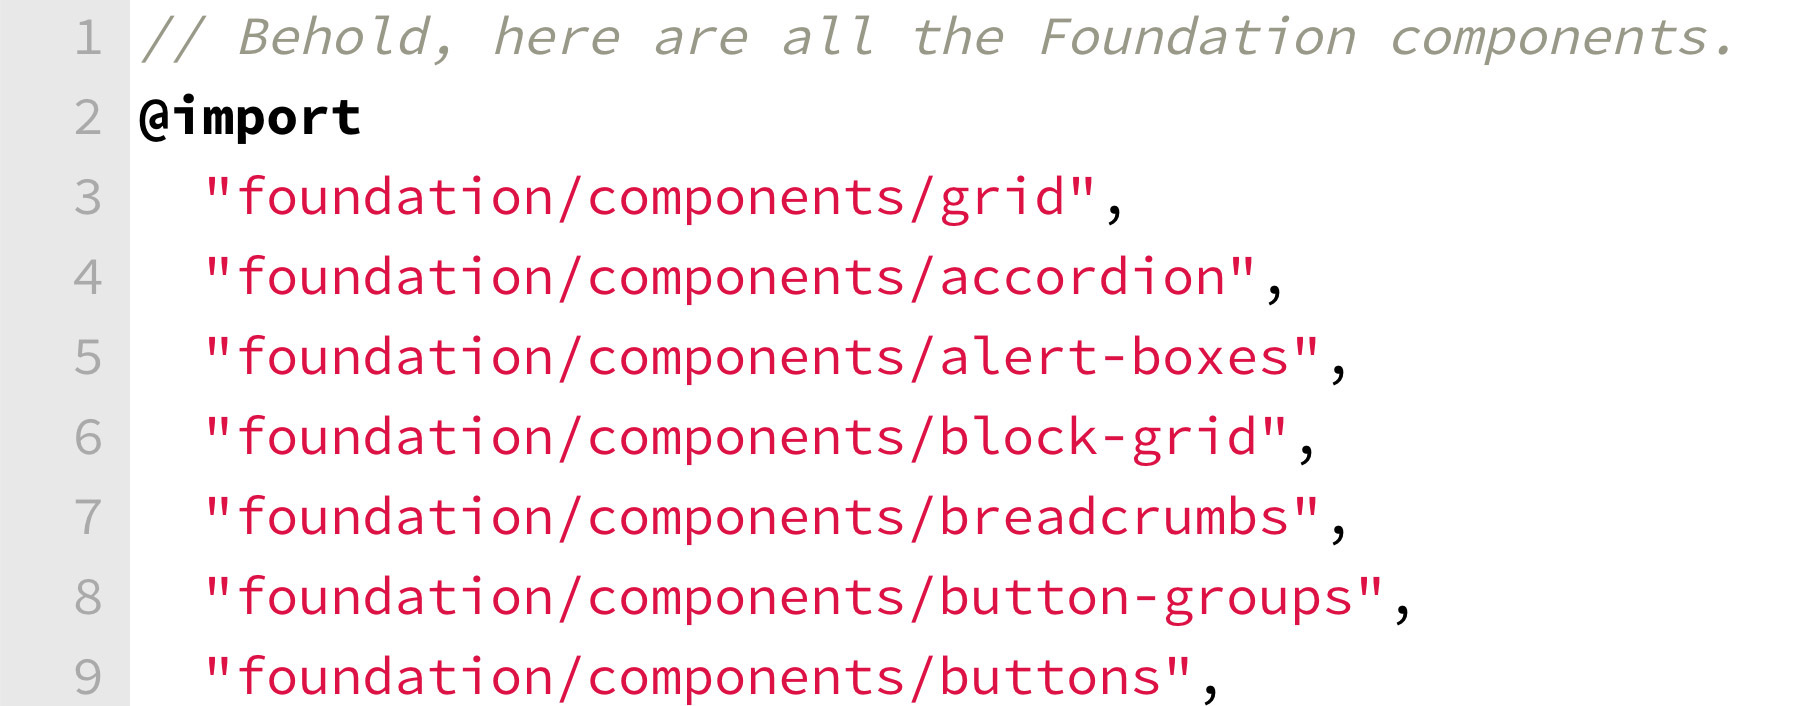 1 // Behold, here are all the Foundation components.
2 @import
3 "foundation/components/grid",
4 "foundation/components/accordion",
5 "foundation/components/alert-boxes",
6 "foundation/components/block-grid",
7 "foundation/components/breadcrumbs",
8 "foundation/components/button-groups",
9 "foundation/components/buttons",